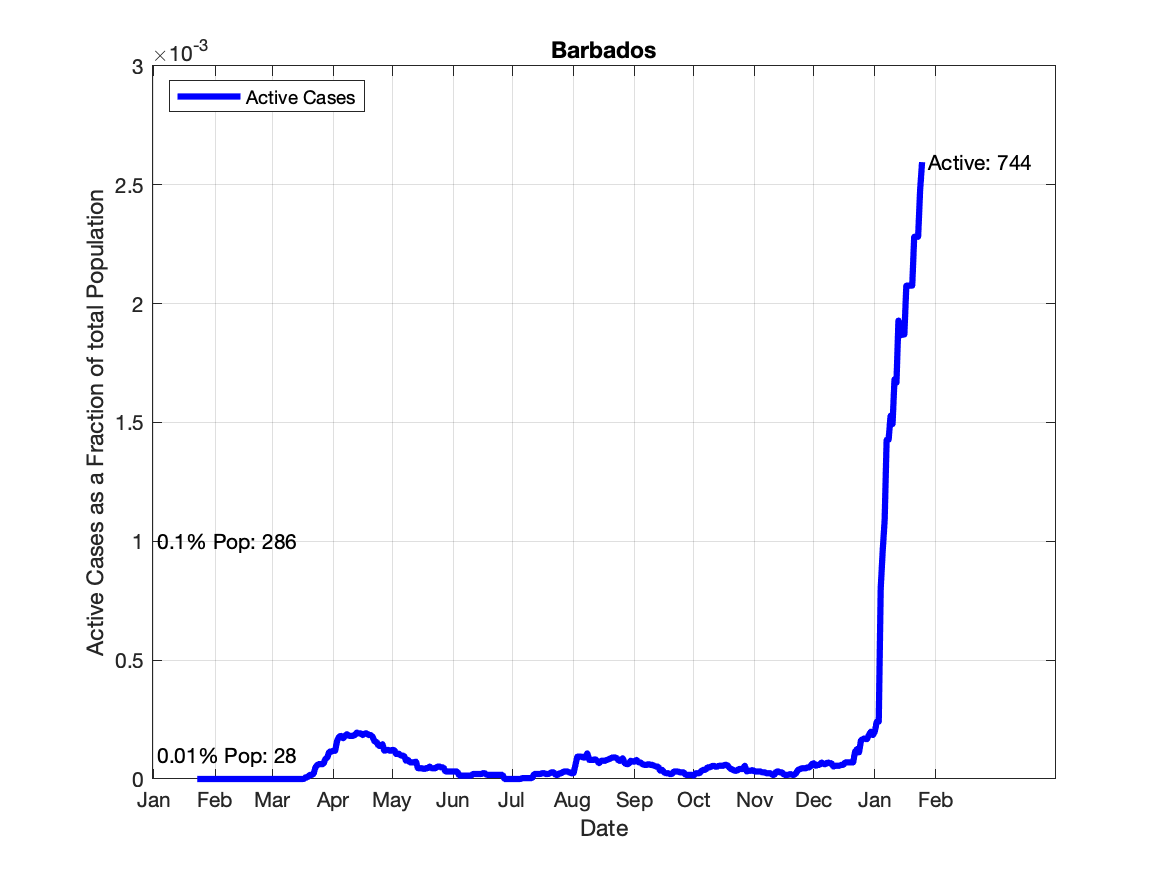 Barbados
×10-3
Active Cases
3
2.5
2
1.5
1
0.5
0
Active Cases as a Fraction of total Population
Active: 744
0.1% Pop: 286
0.01% Pop: 28
Jan Feb Mar Apr May Jun Jul Aug Sep Oct Nov Dec Jan Feb
Date